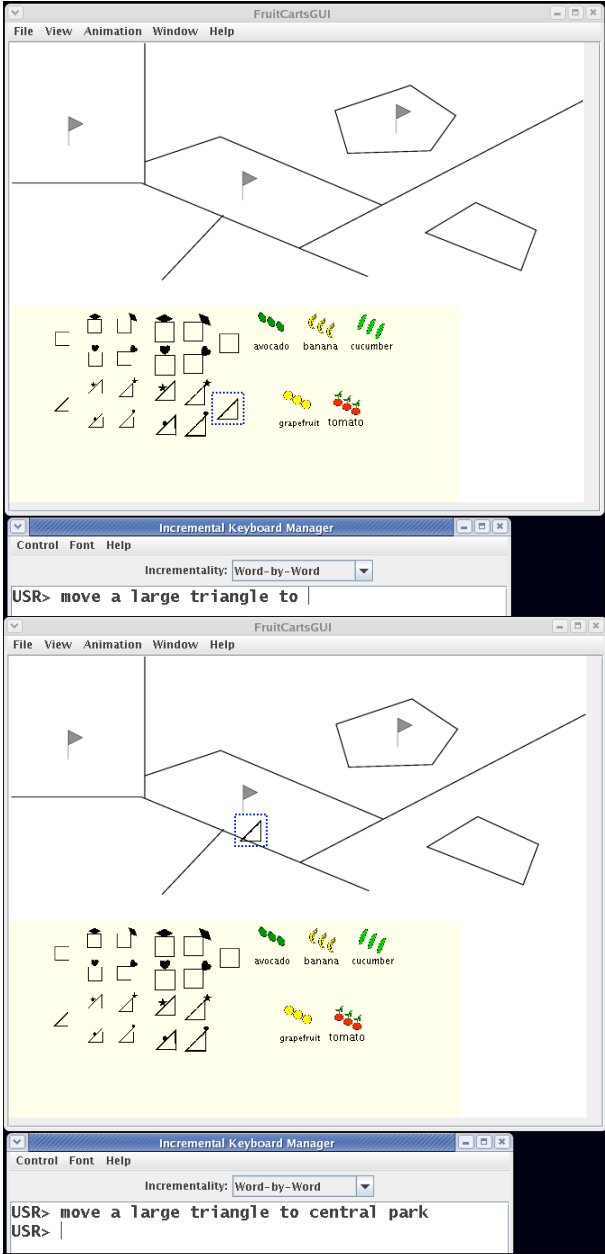 FruitCartsGUI
File View Animation Window Help
avocado banana cucumber
grapefruit tomato
Incremental Keyboard Manager
Control Font Help
Incrementality: Word-by-Word
USR> move a large triangle to
FruitCartsGUI
File View Animation Window Help
avocado banana cucumber
grapefruit tomato
Incremental Keyboard Manager
Control Font Help
Incrementality: Word-by-Word
USR> move a large triangle to central park
USR>